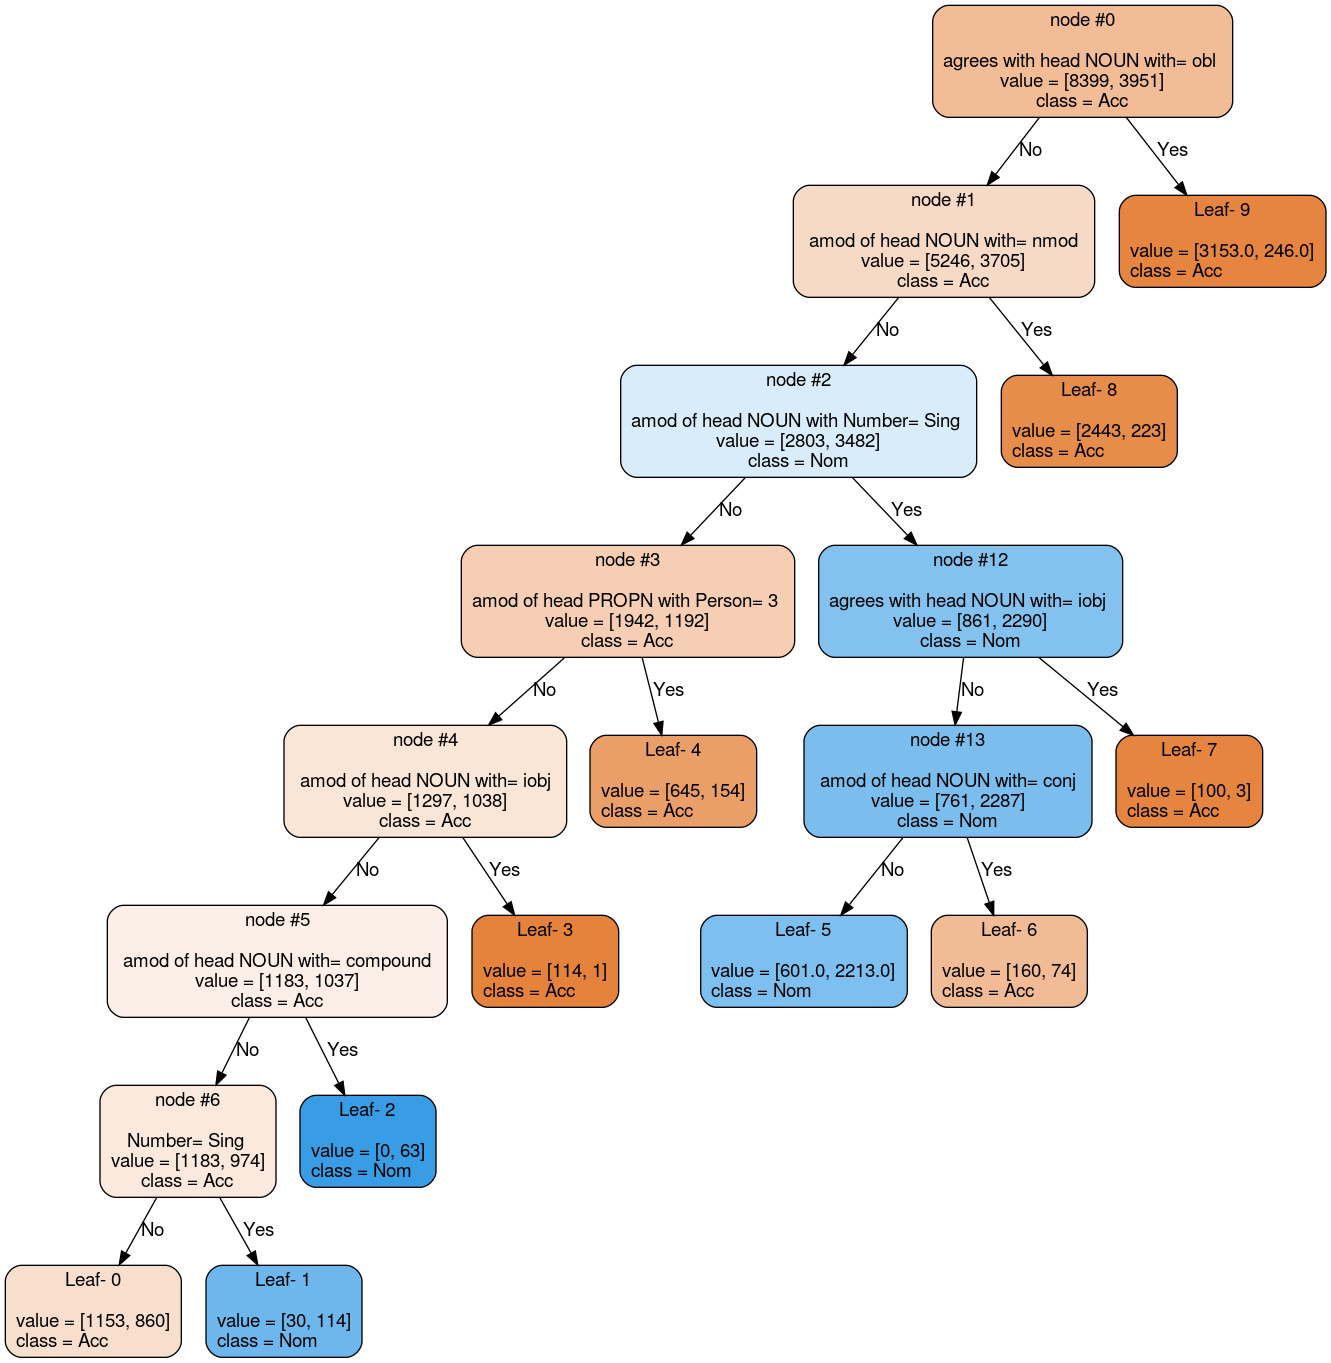 node #0
agrees with head NOUN with= obl
value = [8399, 3951]
class = Acc
No
Yes
node #1
amod of head NOUN with= nmod
value = [5246, 3705]
class = Acc
Leaf- 9
value = [3153.0, 246.0]
class = Acc
No
Yes
node #2
amod of head NOUN with Number= Sing
value = [2803, 3482]
class = Nom
Leaf- 8
value = [2443, 223]
class = Acc
No
Yes
node #3
amod of head PROPN with Person= 3
value = [1942, 1192]
class = Acc
node #12
agrees with head NOUN with= iobj
value = [861, 2290]
class = Nom
No
Yes
No
Yes
node #4
amod of head NOUN with= iobj
value = [1297, 1038]
class = Acc
Leaf- 4
value = [645, 154]
class = Acc
node #13
amod of head NOUN with= conj
value = [761, 2287]
class = Nom
Leaf- 7
value = [100, 3]
class = Acc
No
Yes
No
Yes
node #5
amod of head NOUN with= compound
value = [1183, 1037]
class = Acc
Leaf- 3
value = [114, 1]
class = Acc
Leaf- 5
value = [601.0, 2213.0]
class = Nom
Leaf- 6
value = [160, 74]
class = Acc
No
Yes
node #6
Number= Sing
value = [1183, 974]
class = Acc
Leaf- 2
value = [0, 63]
class = Nom
No
Yes
Leaf- 0
value = [1153, 860]
class = Acc
Leaf- 1
value = [30, 114]
class = Nom